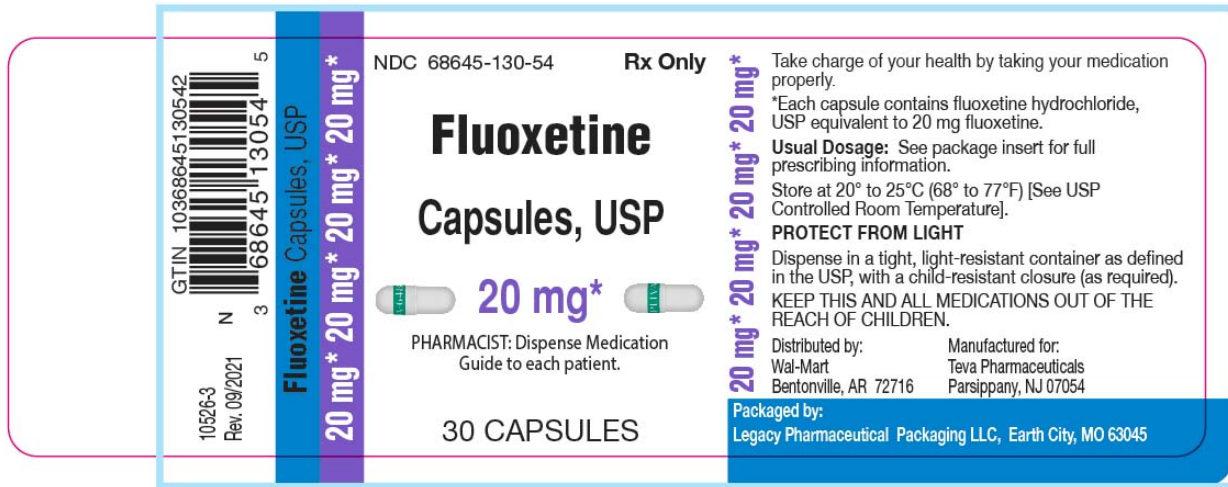 GTIN 10368645130542
N
3 68645 13054 5
10526-3
Rev. 09/2021
Fluoxetine Capsules, USP
20 mg* 20 mg* 20 mg* 20 mg* 20 mg*
NDC 68645-130-54 Rx Only
Fluoxetine
Capsules, USP
20 mg*
PHARMACIST: Dispense Medication
Guide to each patient.
30 CAPSULES
20 mg* 20 mg* 20 mg* 20 mg* 20 mg*
Take charge of your health by taking your medication
properly.
*Each capsule contains fluoxetine hydrochloride,
USP equivalent to 20 mg fluoxetine.
Usual Dosage: See package insert for full
prescribing information.
Store at 20° to 25°C (68° to 77°F) [See USP
Controlled Room Temperature].
PROTECT FROM LIGHT
Dispense in a tight, light-resistant container as defined
in the USP, with a child-resistant closure (as required).
KEEP THIS AND ALL MEDICATIONS OUT OF THE
REACH OF CHILDREN.
Distributed by:
Wal-Mart
Bentonville, AR 72716
Manufactured for:
Teva Pharmaceuticals
Parsippany, NJ 07054
Packaged by:
Legacy Pharmaceutical Packaging LLC, Earth City, MO 63045